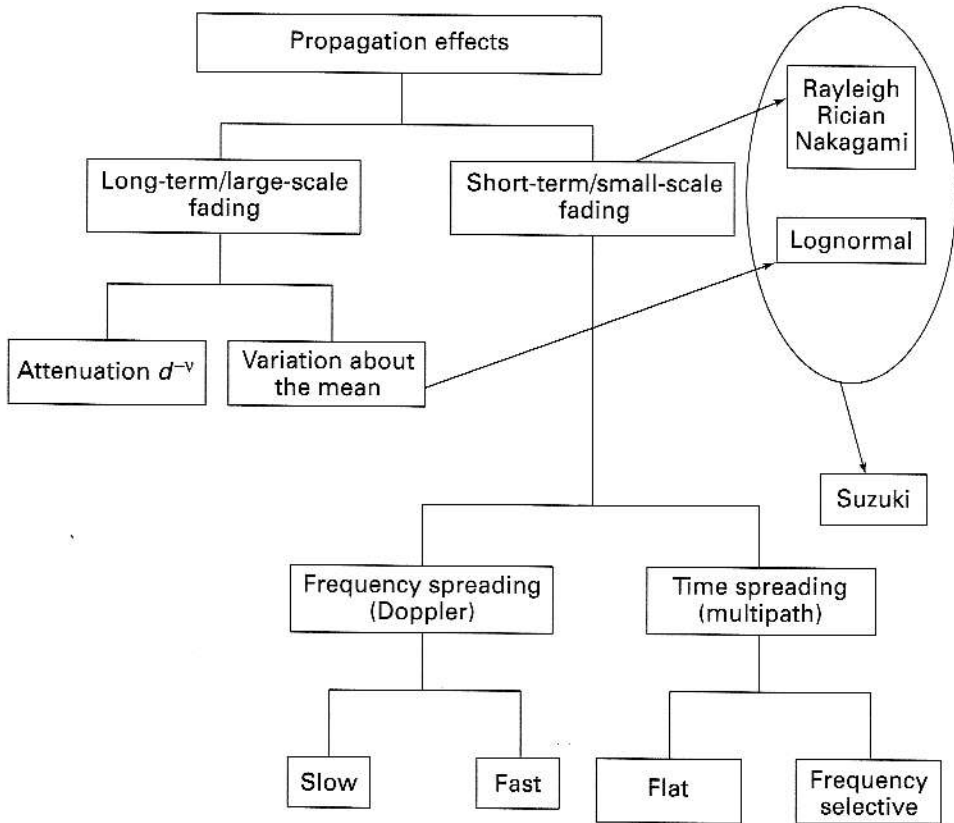 Propagation effects
Rayleigh
Rician
Nakagami
Long-term/large-scale
fading
Short-term/small-scale
fading
Lognormal
Attenuation d⁻ᵛ
Variation about
the mean
Suzuki
Frequency spreading
(Doppler)
Time spreading
(multipath)
Slow
Fast
Flat
Frequency
selective